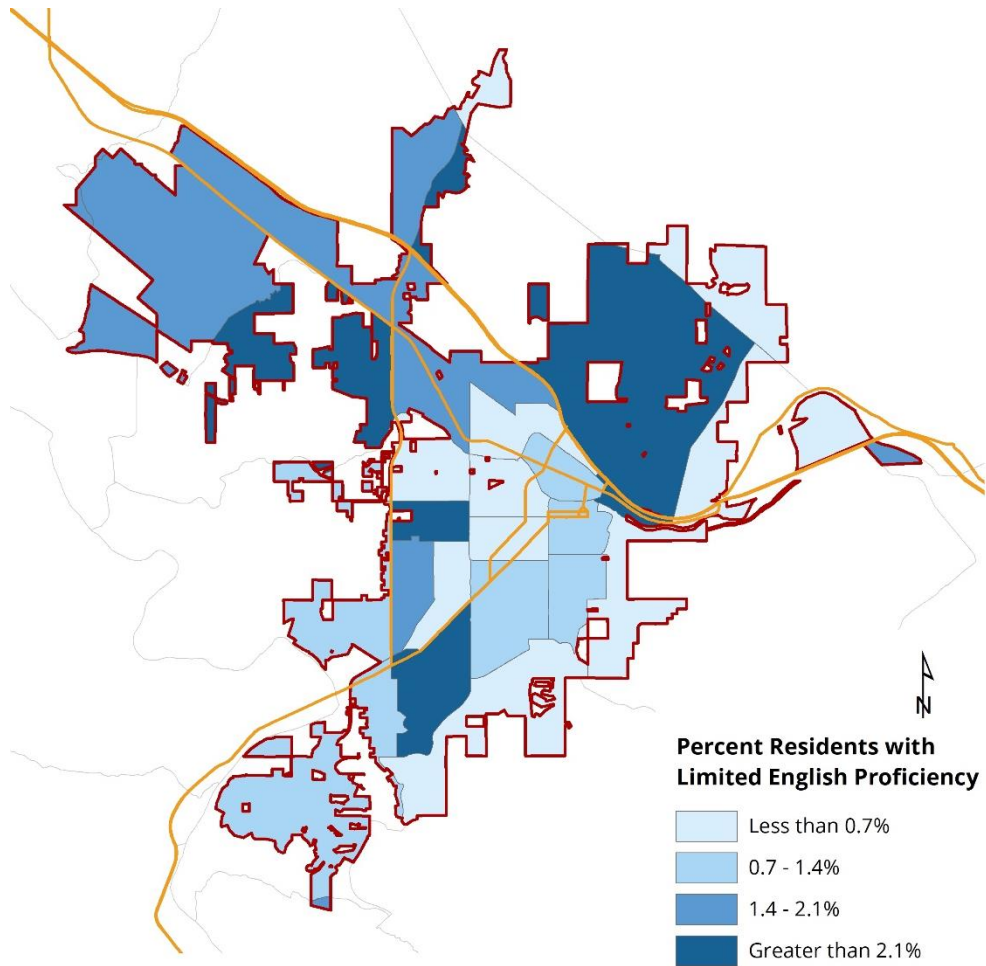 N
Percent Residents with
Limited English Proficiency
Less than 0.7%
0.7 - 1.4%
1.4 - 2.1%
Greater than 2.1%